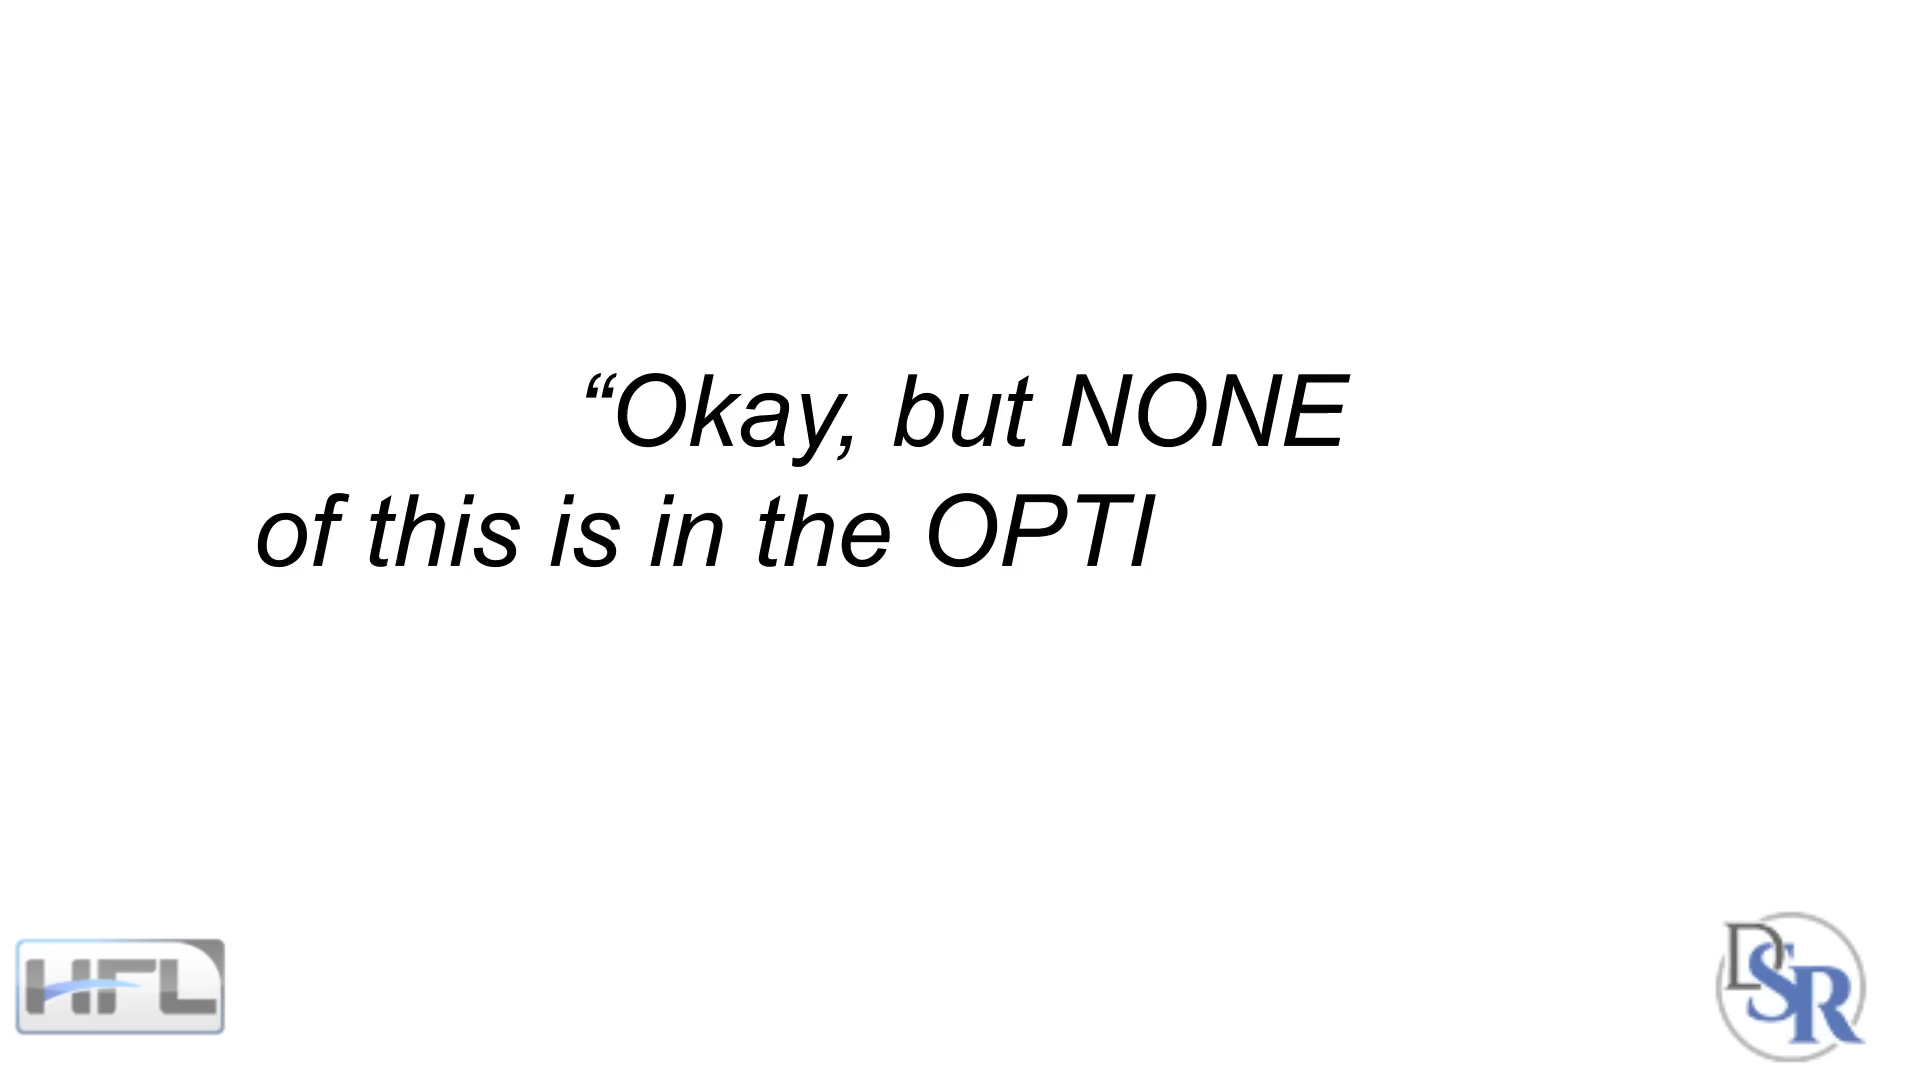 “Okay, but NONE
of this is in the OPTI
HFL
DSR